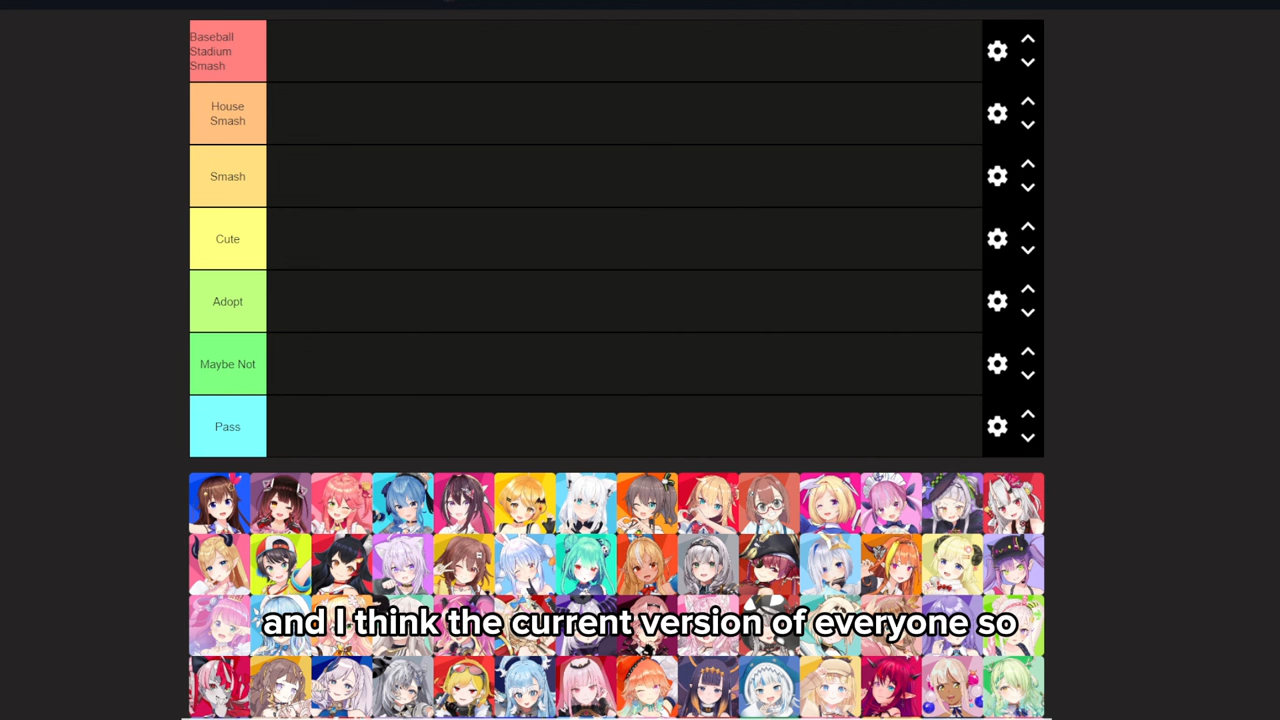 Baseball
Stadium
Smash
House
Smash
Smash
Cute
Adopt
Maybe Not
Pass
and I think the current version of everyone so